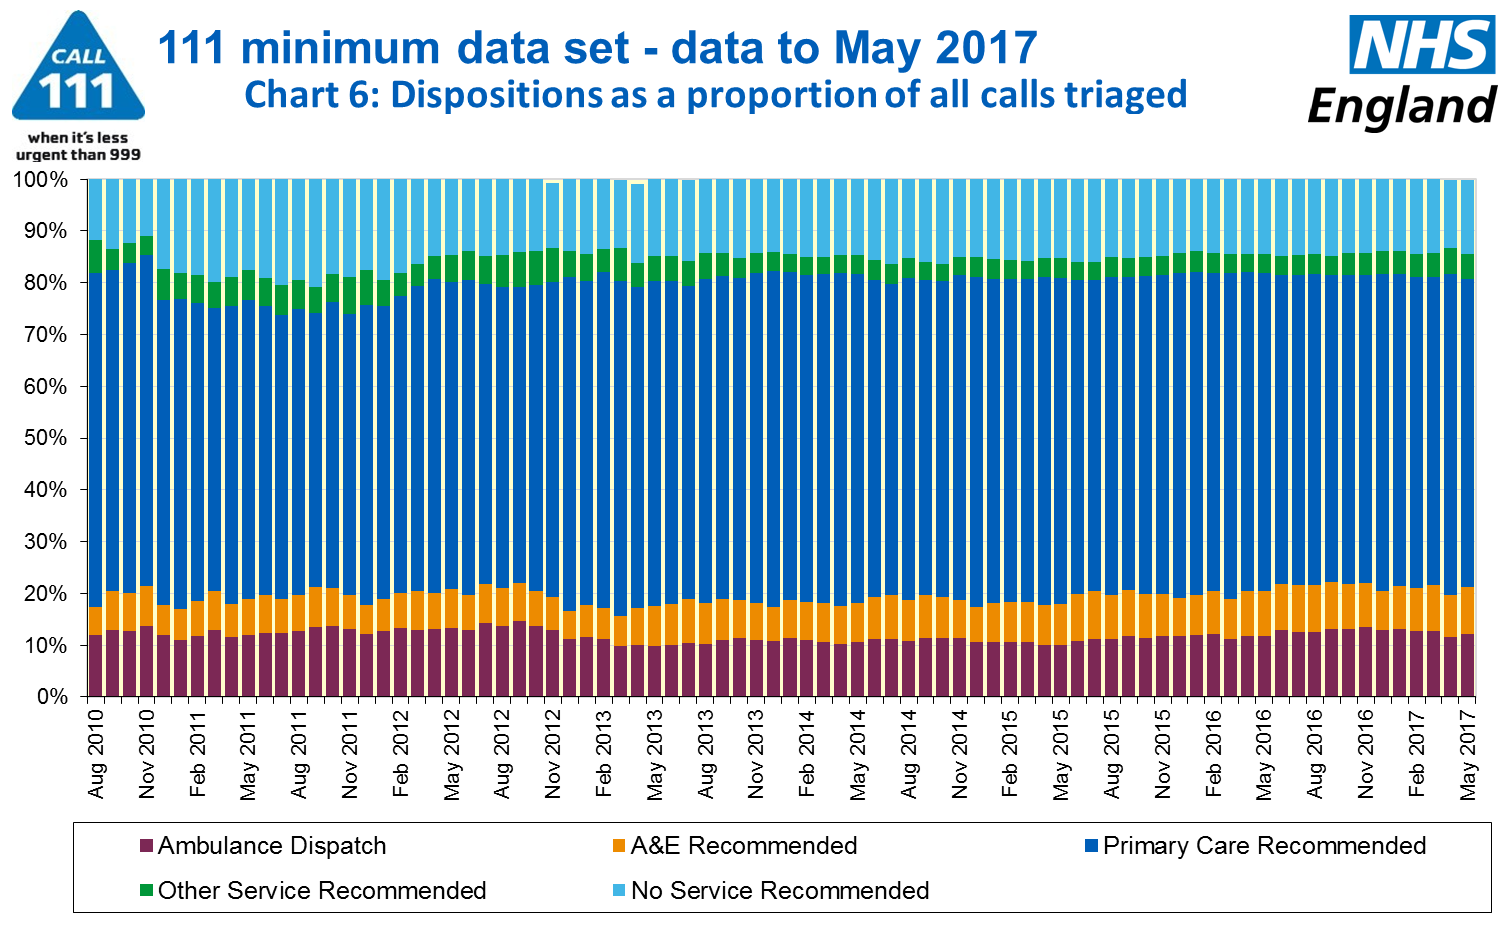 CALL
111
when it's less
urgent than 999
111 minimum data set - data to May 2017
Chart 6: Dispositions as a proportion of all calls triaged
NHS
England
100%
90%
80%
70%
60%
50%
40%
30%
20%
10%
0%
Aug 2010
Nov 2010
Feb 2011
May 2011
Aug 2011
Nov 2011
Feb 2012
May 2012
Aug 2012
Nov 2012
Feb 2013
May 2013
Aug 2013
Nov 2013
Feb 2014
May 2014
Aug 2014
Nov 2014
Feb 2015
May 2015
Aug 2015
Nov 2015
Feb 2016
May 2016
Aug 2016
Nov 2016
Feb 2017
May 2017
Ambulance Dispatch
A&E Recommended
Primary Care Recommended
Other Service Recommended
No Service Recommended